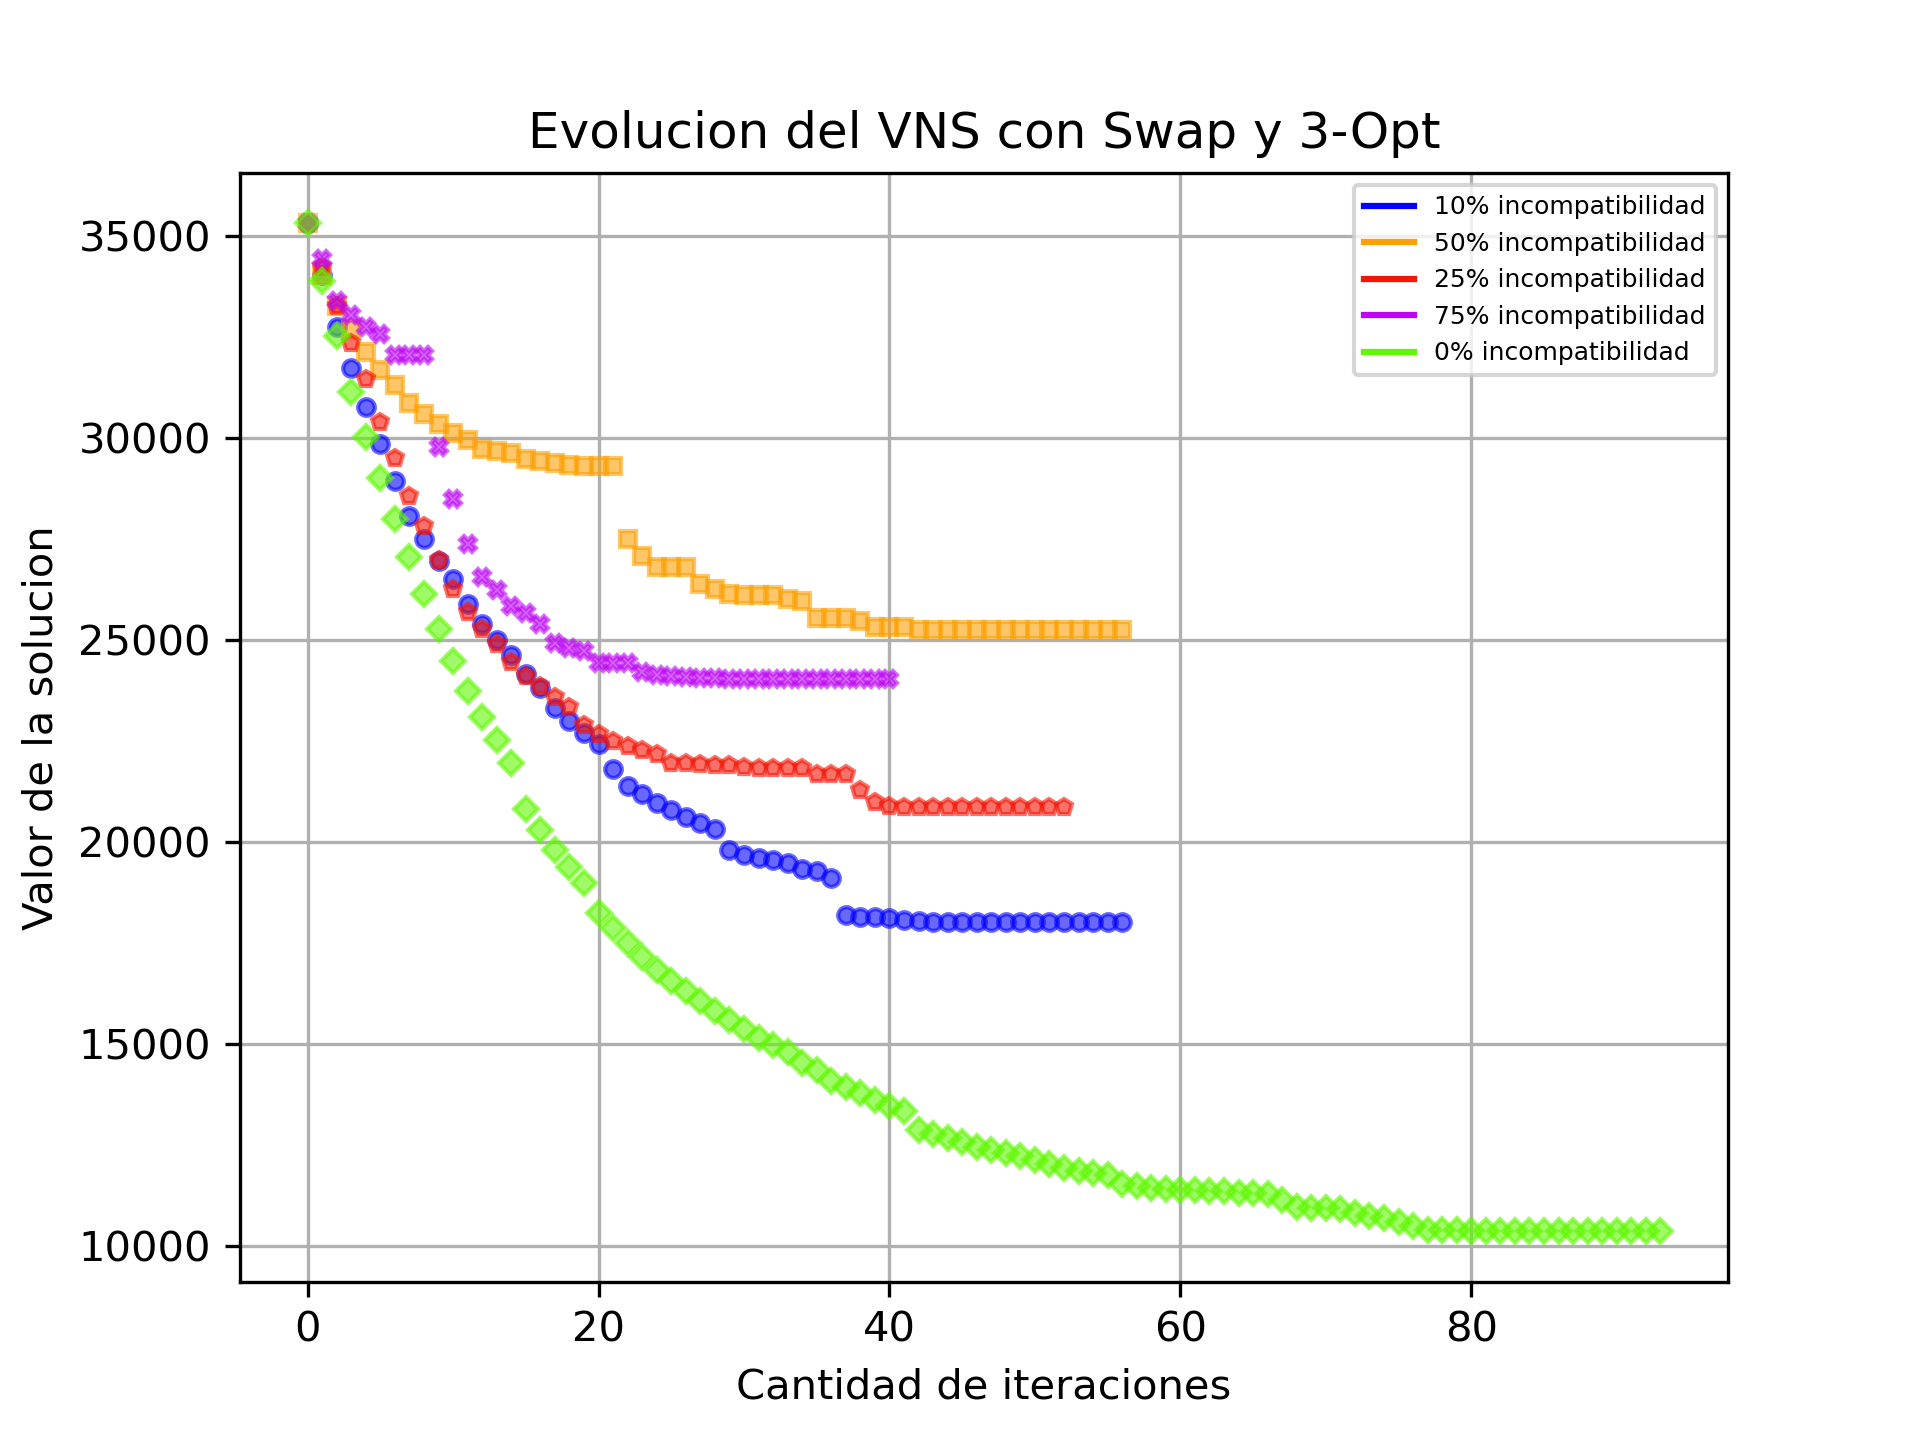 Evolucion del VNS con Swap y 3-Opt
10% incompatibilidad
50% incompatibilidad
25% incompatibilidad
75% incompatibilidad
0% incompatibilidad
Valor de la solucion
35000
30000
25000
20000
15000
10000
0 20 40 60 80
Cantidad de iteraciones